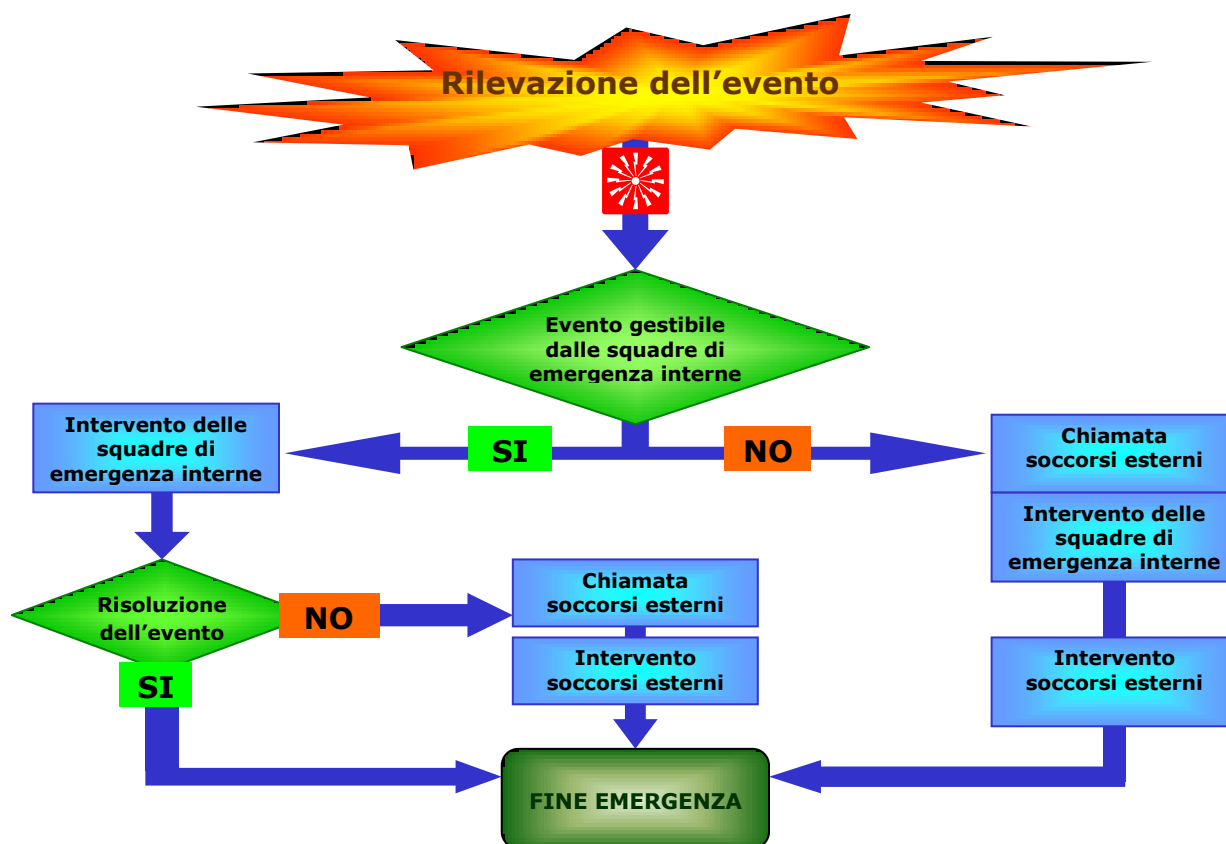 Rilevazione dell’evento
Evento gestibile
dalle squadre di
emergenza interne
SI
NO
Intervento delle
squadre di
emergenza interne
Chiamata
soccorsi esterni
Intervento delle
squadre di
emergenza interne
Risoluzione
dell’evento
NO
Chiamata
soccorsi esterni
Intervento
soccorsi esterni
Intervento
soccorsi esterni
SI
FINE EMERGENZA